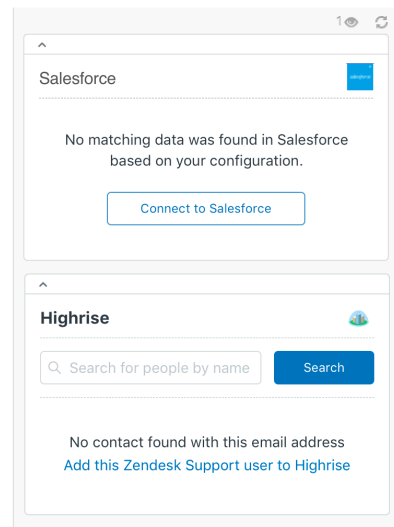 1
Salesforce
salesforce
No matching data was found in Salesforce
based on your configuration.
Connect to Salesforce
Highrise
Search for people by name
Search
No contact found with this email address
Add this Zendesk Support user to Highrise